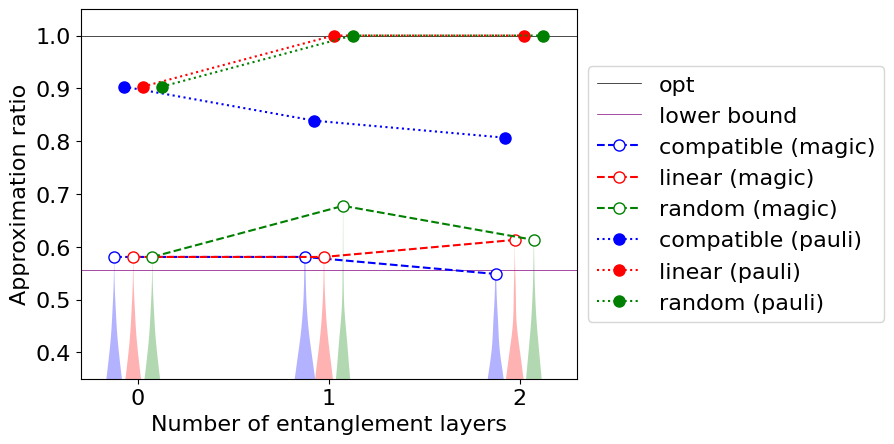 1.0
0.9
0.8
0.7
0.6
0.5
0.4
Approximation ratio
0
1
2
Number of entanglement layers
opt
lower bound
compatible (magic)
linear (magic)
random (magic)
compatible (pauli)
linear (pauli)
random (pauli)